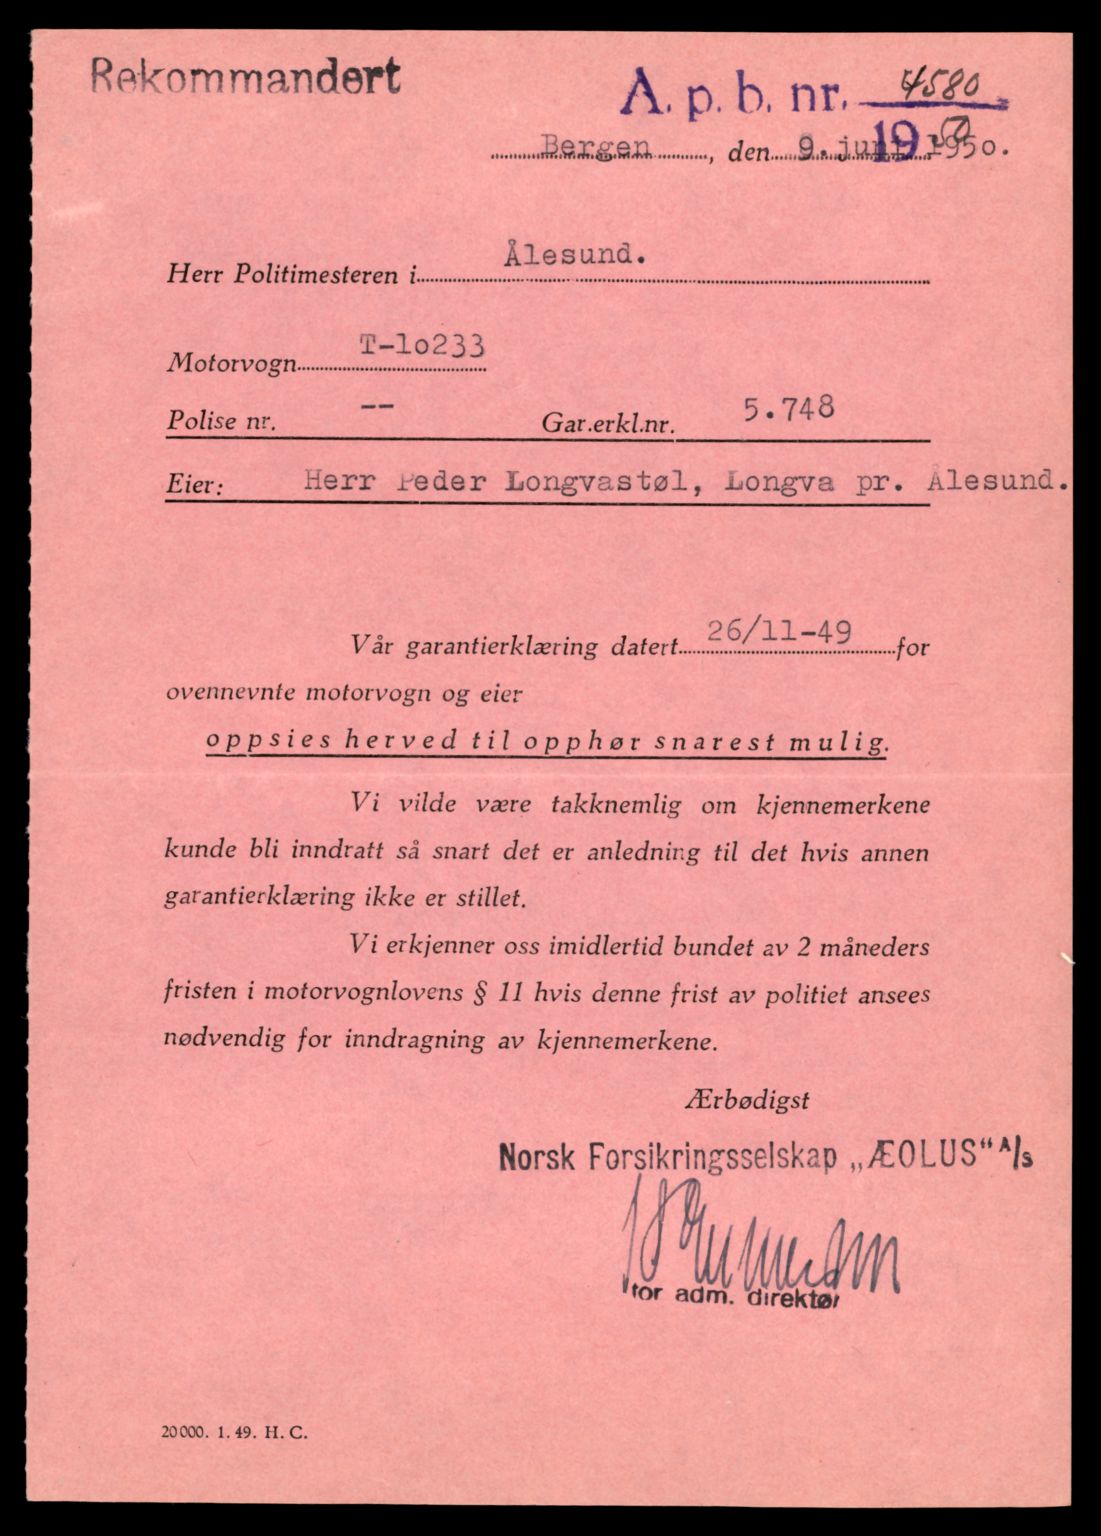 Rekommandert
A. p. b. nr. 4580
1950
Bergen, den 9. juni 1950.
Herr Politimesteren i Ålesund.
Motorvogn T-lo233
Polise nr. -- Gar.erkl.nr. 5.748
Eier: Herr Peder Longvastøl, Longva pr. Ålesund.
Vår garantierklæring datert 26/11-49 for
ovennevnte motorvogn og eier
oppsies herved til opphør snarest mulig.
Vi vilde være takknemlig om kjennemerkene
kunde bli inndratt så snart det er anledning til det hvis annen
garantierklæring ikke er stillet.
Vi erkjenner oss imidlertid bundet av 2 måneders
fristen i motorvognlovens § 11 hvis denne frist av politiet ansees
nødvendig for inndragning av kjennemerkene.
Ærbødigst
Norsk Forsikringsselskap „ÆOLUS“ A/s
for adm. direktør
20000. 1. 49. H. C.